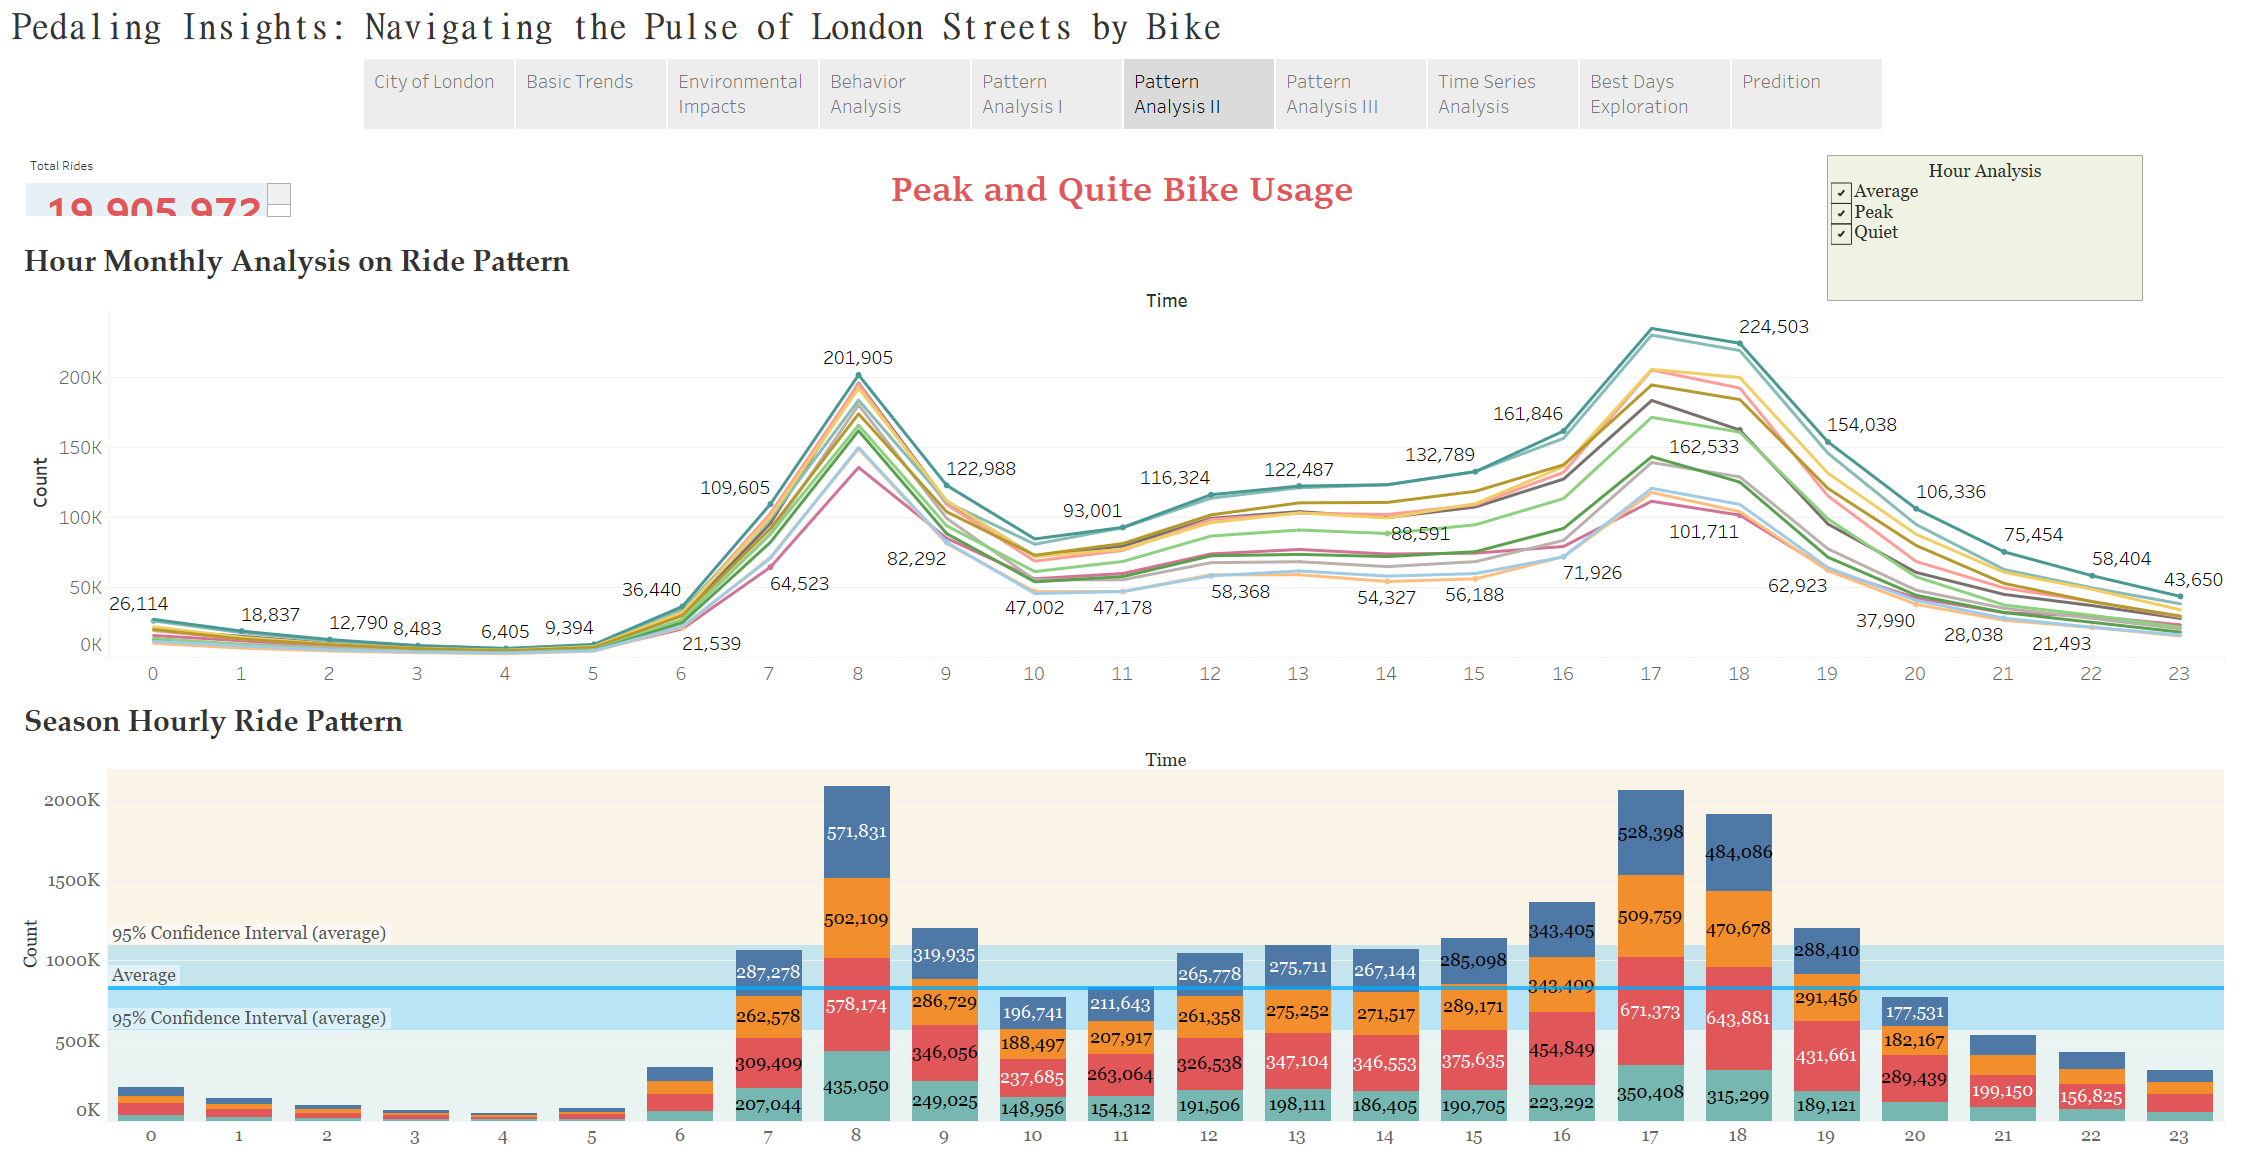 Pedaling Insights: Navigating the Pulse of London Streets by Bike
City of London
Basic Trends
Environmental
Impacts
Behavior
Analysis
Pattern
Analysis I
Pattern
Analysis II
Pattern
Analysis III
Time Series
Analysis
Best Days
Exploration
Predition
Total Rides
19,905,972
Peak and Quite Bike Usage
Hour Analysis
Average
Peak
Quiet
Hour Monthly Analysis on Ride Pattern
Time
Count
200K
150K
100K
50K
0K
26,114
18,837
12,790
8,483
6,405
9,394
36,440
21,539
109,605
64,523
201,905
122,988
82,292
93,001
47,002
47,178
116,324
58,368
122,487
88,591
54,327
132,789
56,188
161,846
71,926
162,533
101,711
224,503
154,038
62,923
106,336
37,990
75,454
28,038
58,404
21,493
43,650
0 1 2 3 4 5 6 7 8 9 10 11 12 13 14 15 16 17 18 19 20 21 22 23
Season Hourly Ride Pattern
Time
Count
2000K
1500K
1000K
500K
0K
95% Confidence Interval (average)
Average
95% Confidence Interval (average)
287,278
262,578
309,409
207,044
571,831
502,109
578,174
435,050
319,935
286,729
346,056
249,025
196,741
188,497
237,685
148,956
211,643
207,917
263,064
154,312
265,778
261,358
326,538
191,506
275,711
275,252
347,104
198,111
267,144
271,517
346,553
186,405
285,098
289,171
375,635
190,705
343,405
343,409
454,849
223,292
528,398
509,759
671,373
350,408
484,086
470,678
643,881
315,299
288,410
291,456
431,661
189,121
177,531
182,167
289,439
199,150
156,825
0 1 2 3 4 5 6 7 8 9 10 11 12 13 14 15 16 17 18 19 20 21 22 23